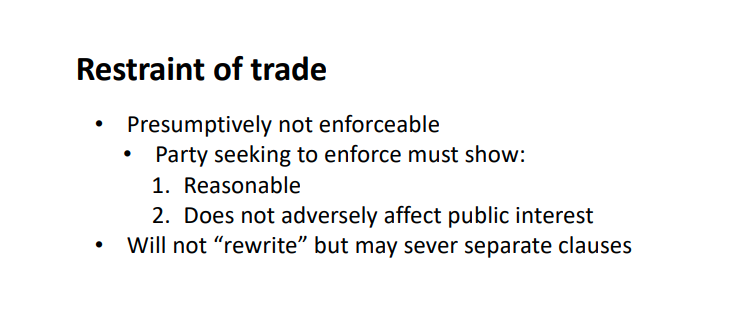 Restraint of trade
• Presumptively not enforceable
• Party seeking to enforce must show:
1. Reasonable
2. Does not adversely affect public interest
• Will not “rewrite” but may sever separate clauses